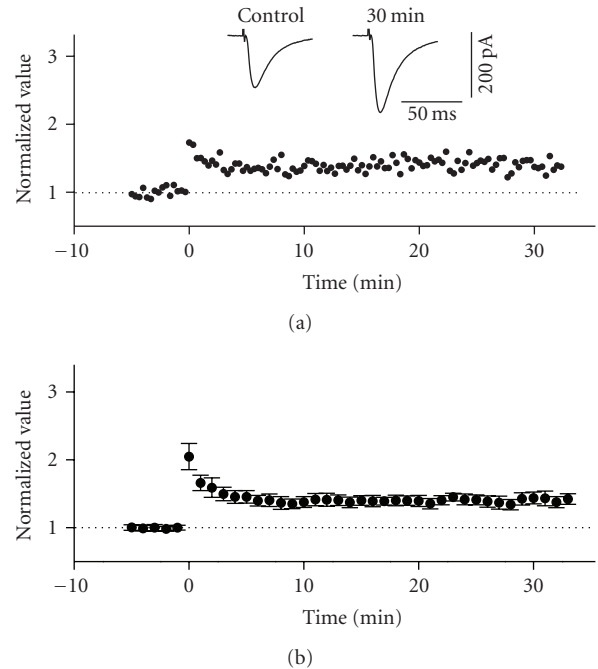 Control
30 min
200 pA
50 ms
Normalized value
3
2
1
−10 0 10 20 30
Time (min)
(a)
Normalized value
3
2
1
−10 0 10 20 30
Time (min)
(b)